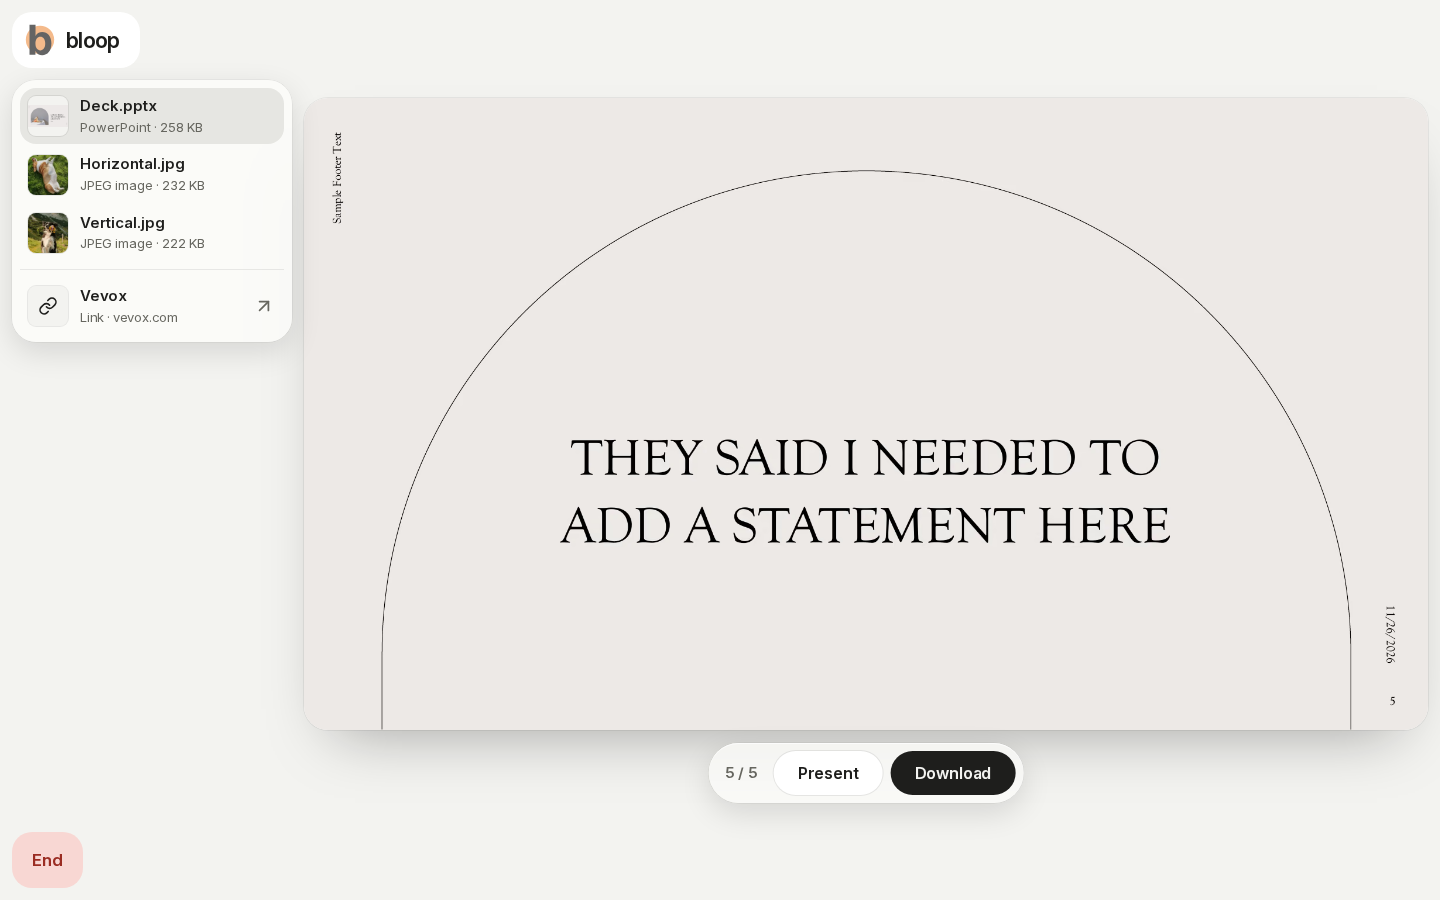 bloop
Deck.pptx
PowerPoint · 258 KB
Horizontal.jpg
JPEG image · 232 KB
Vertical.jpg
JPEG image · 222 KB
Vevox
Link · vevox.com
Sample Footer Text
THEY SAID I NEEDED TO
ADD A STATEMENT HERE
11/26/2026
5
5 / 5
Present
Download
End